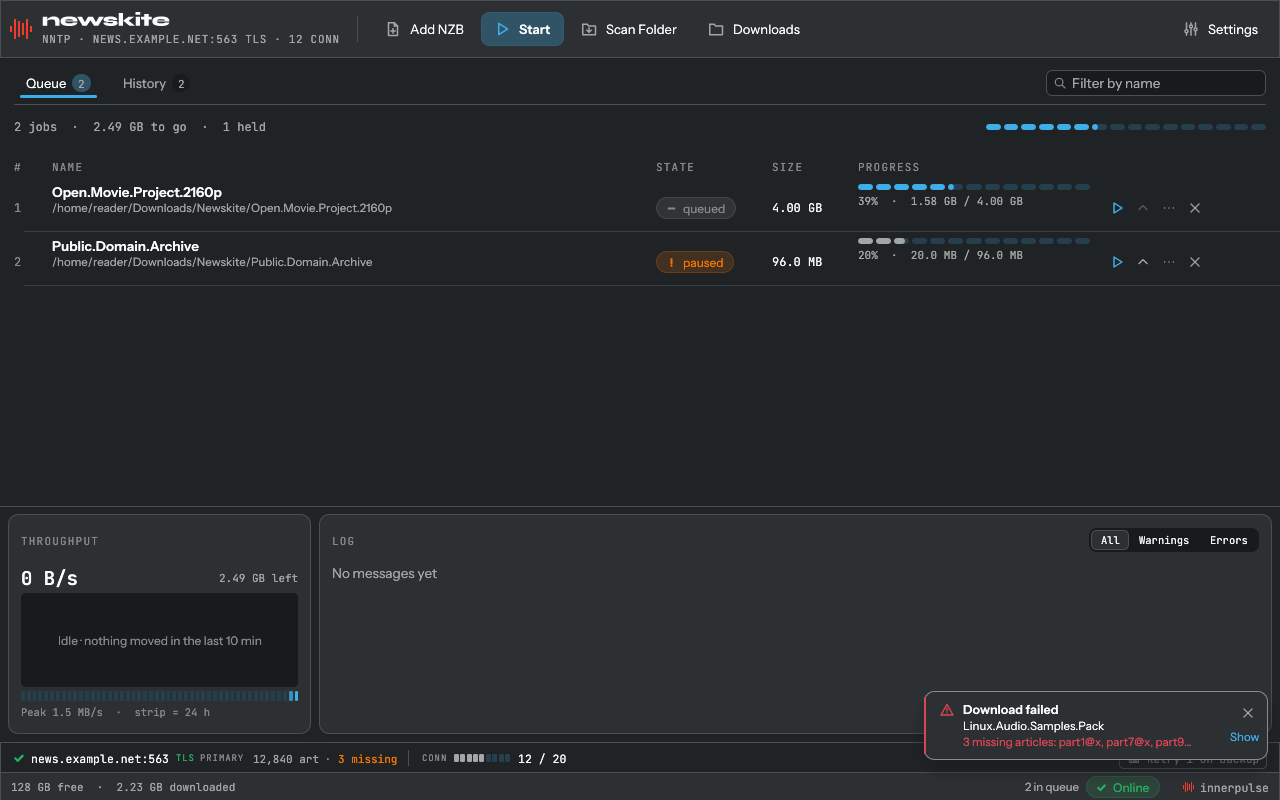 newskite
NNTP · NEWS.EXAMPLE.NET:563 TLS · 12 CONN
Add NZB
Start
Scan Folder
Downloads
Settings
Queue 2
History 2
Filter by name
2 jobs · 2.49 GB to go · 1 held
# NAME STATE SIZE PROGRESS
Open.Movie.Project.2160p
1 /home/reader/Downloads/Newskite/Open.Movie.Project.2160p queued 4.00 GB 39% · 1.58 GB / 4.00 GB
Public.Domain.Archive
2 /home/reader/Downloads/Newskite/Public.Domain.Archive paused 96.0 MB 20% · 20.0 MB / 96.0 MB
THROUGHPUT
0 B/s 2.49 GB left
Idle · nothing moved in the last 10 min
Peak 1.5 MB/s · strip = 24 h
LOG
All Warnings Errors
No messages yet
Download failed
Linux.Audio.Samples.Pack
3 missing articles: part1@x, part7@x, part9...
Show
news.example.net:563 TLS PRIMARY 12,840 art · 3 missing CONN 12 / 20
Retry 1 on backup
128 GB free · 2.23 GB downloaded
2 in queue Online innerpulse